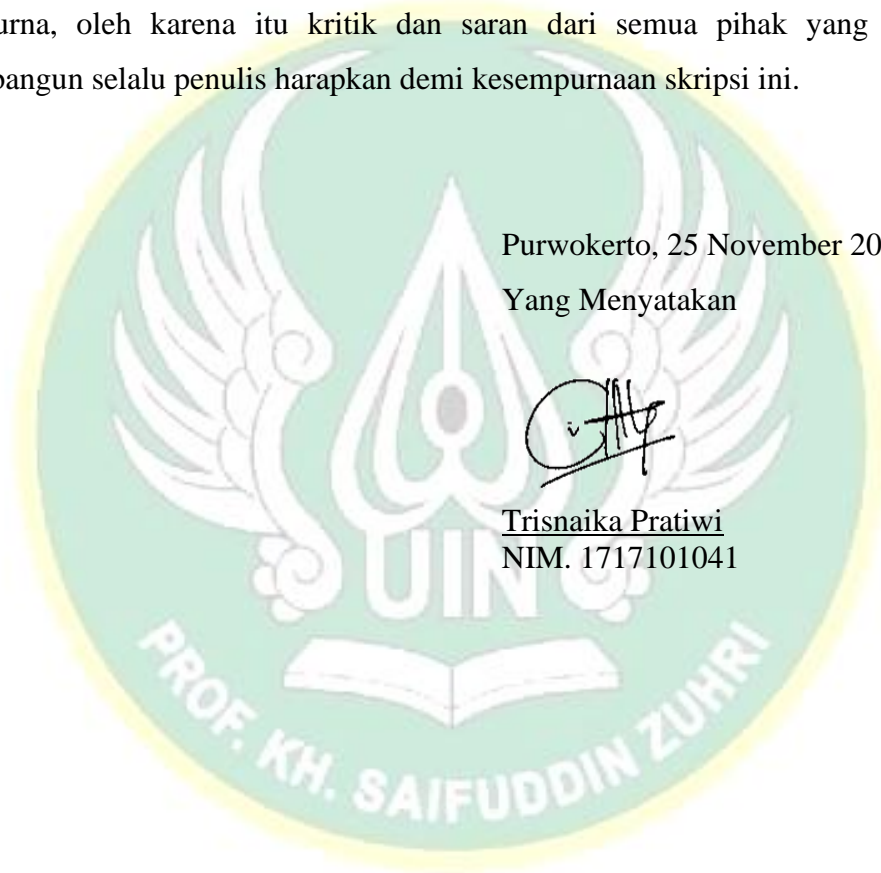 urna, oleh karena itu kritik dan saran dari semua pihak yang
bangun selalu penulis harapkan demi kesempurnaan skripsi ini.
Purwokerto, 25 November 20
Yang Menyatakan
Trisnaika Pratiwi
NIM. 1717101041
UIN
PROF. KH. SAIFUDDIN ZUHRI